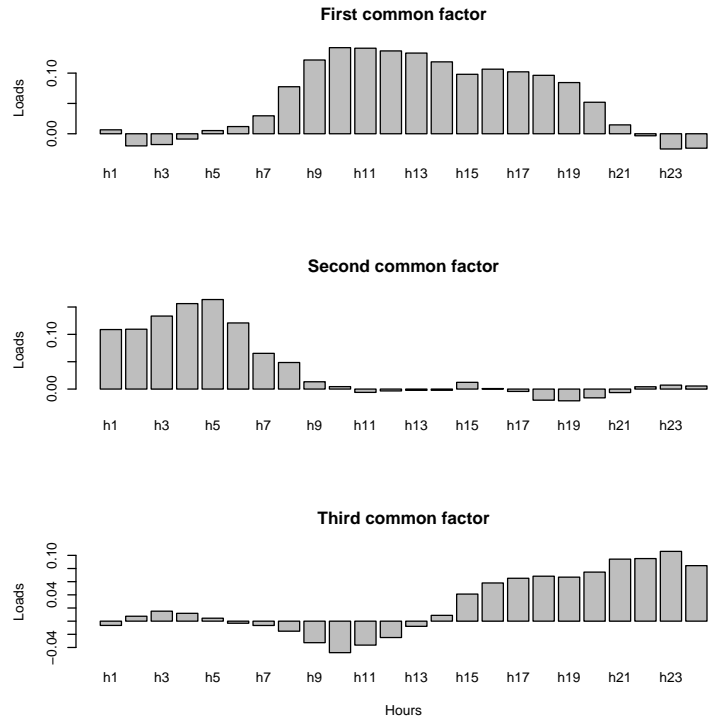 First common factor
Loads
0.10
0.00
h1 h3 h5 h7 h9 h11 h13 h15 h17 h19 h21 h23
Second common factor
Loads
0.10
0.00
h1 h3 h5 h7 h9 h11 h13 h15 h17 h19 h21 h23
Third common factor
Loads
0.10
0.04
−0.04
h1 h3 h5 h7 h9 h11 h13 h15 h17 h19 h21 h23
Hours